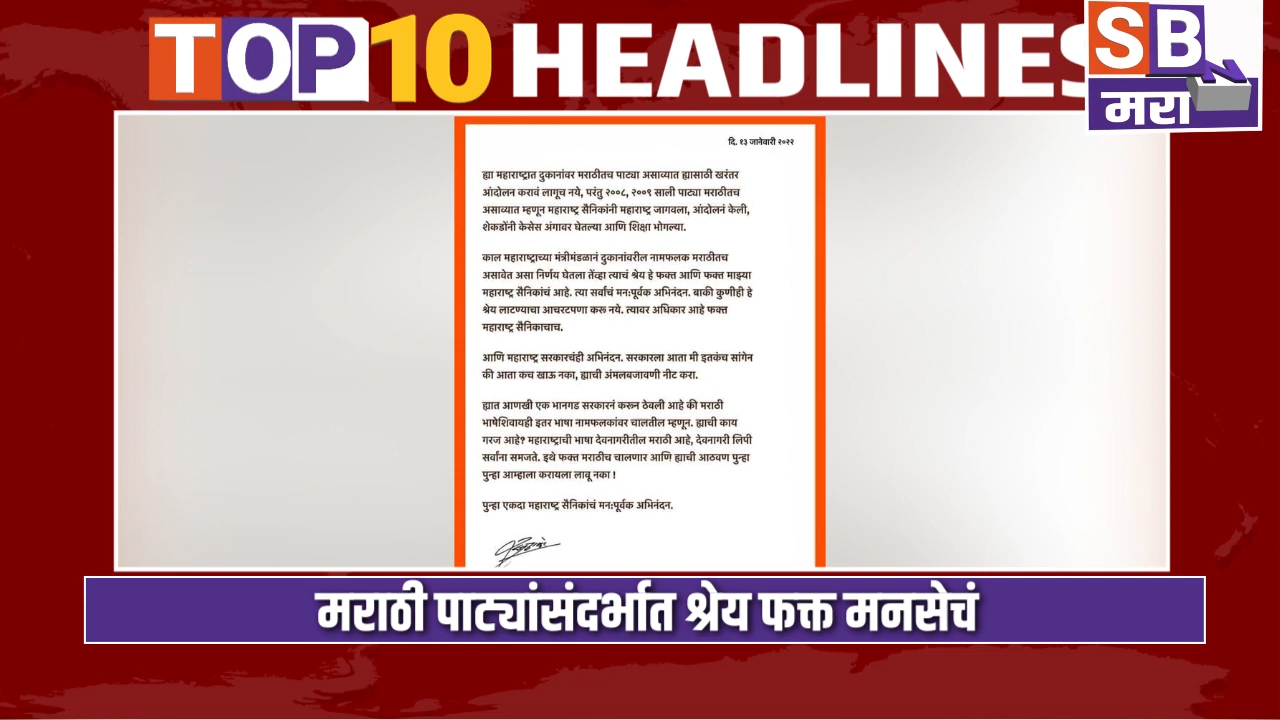 TOP 10 HEADLINES
SBN
मरा
दि. १३ जानेवारी २०२२
ह्या महाराष्ट्रात दुकानांवर मराठीतच पाट्या असाव्यात ह्यासाठी खरंतर
आंदोलन करावं लागूच नये, परंतु २००८, २००९ साली पाट्या मराठीतच
असाव्यात म्हणून महाराष्ट्र सैनिकांनी महाराष्ट्र जागवला, आंदोलनं केली,
शेकडोंनी केसेस अंगावर घेतल्या आणि शिक्षा भोगल्या.
काल महाराष्ट्राच्या मंत्रीमंडळानं दुकानांवरील नामफलक मराठीतच
असावेत असा निर्णय घेतला तेंव्हा त्याचं श्रेय हे फक्त आणि फक्त माझ्या
महाराष्ट्र सैनिकांचं आहे. त्या सर्वांचं मन:पूर्वक अभिनंदन. बाकी कुणीही हे
श्रेय लाटण्याचा आचरटपणा करू नये. त्यावर अधिकार आहे फक्त
महाराष्ट्र सैनिकाचाच.
आणि महाराष्ट्र सरकारचंही अभिनंदन. सरकारला आता मी इतकंच सांगेन
की आता कच खाऊ नका, ह्याची अंमलबजावणी नीट करा.
ह्यात आणखी एक भानगड सरकारनं करून ठेवली आहे की मराठी
भाषेशिवायही इतर भाषा नामफलकांवर चालतील म्हणून. ह्याची काय
गरज आहे? महाराष्ट्राची भाषा देवनागरीतील मराठी आहे, देवनागरी लिपी
सर्वांना समजते. इथे फक्त मराठीच चालणार आणि ह्याची आठवण पुन्हा
पुन्हा आम्हाला करायला लावू नका !
पुन्हा एकदा महाराष्ट्र सैनिकांचं मन:पूर्वक अभिनंदन.
मराठी पाट्यांसंदर्भात श्रेय फक्त मनसेचं